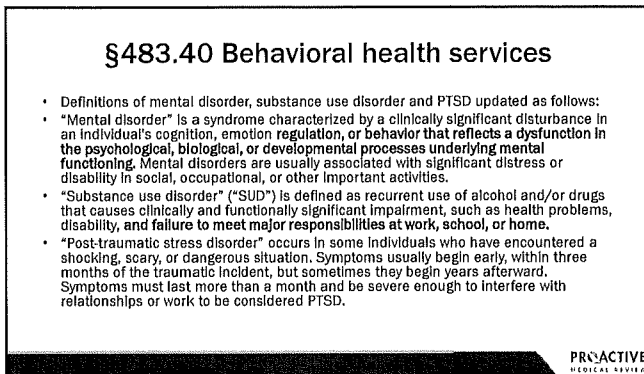 §483.40 Behavioral health services
• Definitions of mental disorder, substance use disorder and PTSD updated as follows:
• “Mental disorder” is a syndrome characterized by a clinically significant disturbance in
an individual's cognition, emotion regulation, or behavior that reflects a dysfunction in
the psychological, biological, or developmental processes underlying mental
functioning. Mental disorders are usually associated with significant distress or
disability in social, occupational, or other important activities.
• “Substance use disorder” (“SUD”) is defined as recurrent use of alcohol and/or drugs
that causes clinically and functionally significant impairment, such as health problems,
disability, and failure to meet major responsibilities at work, school, or home.
• “Post-traumatic stress disorder” occurs in some individuals who have encountered a
shocking, scary, or dangerous situation. Symptoms usually begin early, within three
months of the traumatic incident, but sometimes they begin years afterward.
Symptoms must last more than a month and be severe enough to interfere with
relationships or work to be considered PTSD.
PROACTIVE
MEDICAL REVIEW